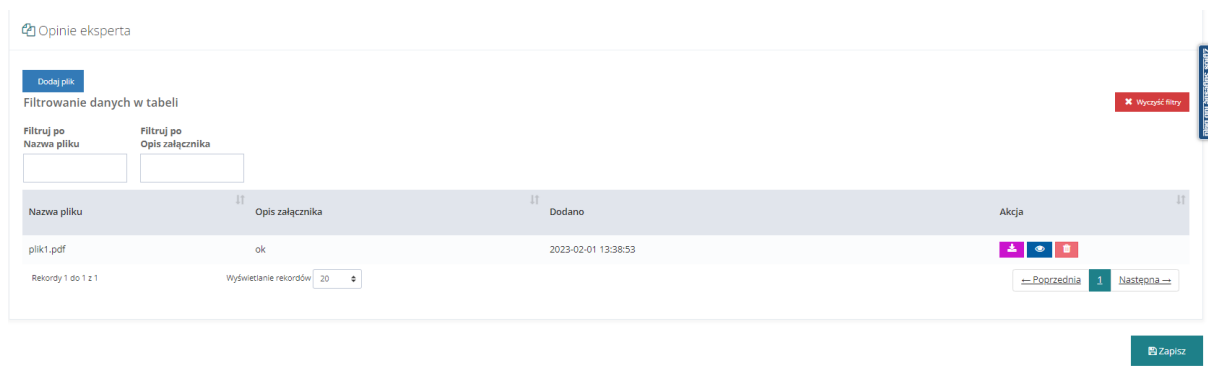 Opinie eksperta
Dodaj plik
Filtrowanie danych w tabeli
Wyczyść filtry
Filtruj po Nazwa pliku
Filtruj po Opis załącznika
Nazwa pliku Opis załącznika Dodano Akcja
plik1.pdf ok 2023-02-01 13:38:53
Rekordy 1 do 1 z 1 Wyświetlanie rekordów 20 ← Poprzednia 1 Następna →
Zapisz